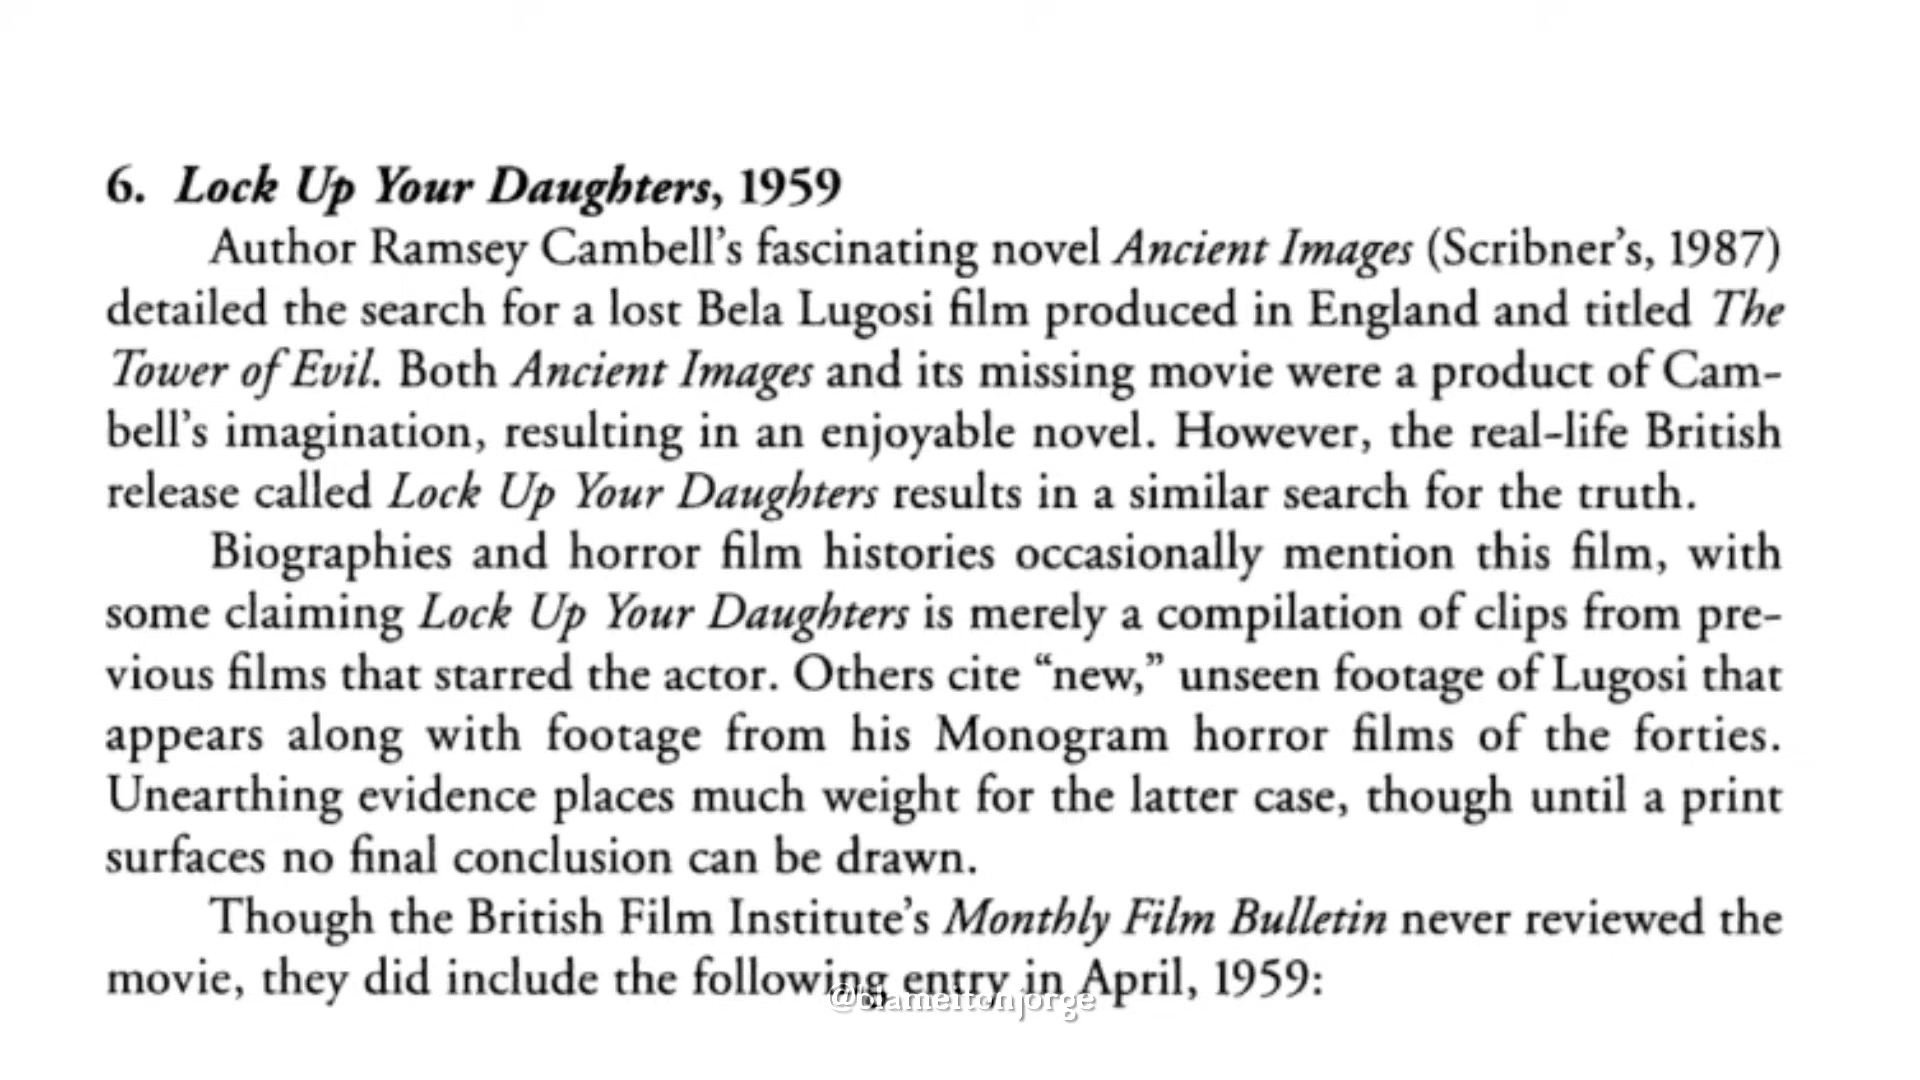 6. Lock Up Your Daughters, 1959
Author Ramsey Cambell’s fascinating novel Ancient Images (Scribner’s, 1987)
detailed the search for a lost Bela Lugosi film produced in England and titled The
Tower of Evil. Both Ancient Images and its missing movie were a product of Cam-
bell’s imagination, resulting in an enjoyable novel. However, the real-life British
release called Lock Up Your Daughters results in a similar search for the truth.
Biographies and horror film histories occasionally mention this film, with
some claiming Lock Up Your Daughters is merely a compilation of clips from pre-
vious films that starred the actor. Others cite “new,” unseen footage of Lugosi that
appears along with footage from his Monogram horror films of the forties.
Unearthing evidence places much weight for the latter case, though until a print
surfaces no final conclusion can be drawn.
Though the British Film Institute’s Monthly Film Bulletin never reviewed the
movie, they did include the following entry in April, 1959:
@blameitonjorge